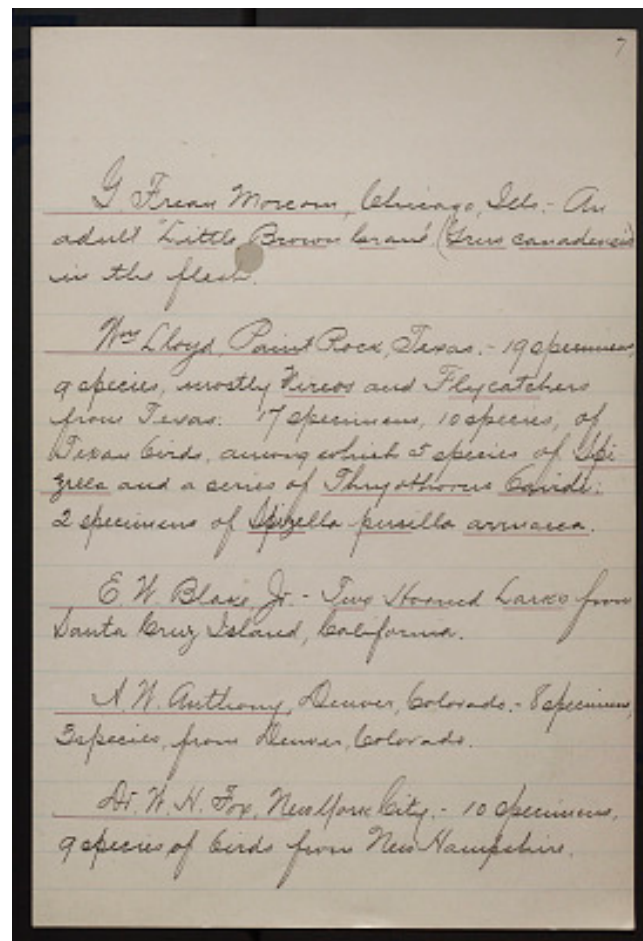 7
G. Frean Morcom, Chicago, Ills. - An
adult "Little Brown Crane" (Grus canadensis)
in the flesh.
Wm Lloyd, Paint Rock, Texas. - 19 specimens,
9 species, mostly Vireos and Flycatchers
from Texas: 17 specimens, 10 species, of
Texan birds, among which 5 species of Spi
zella and a series of Thryothorus
2 specimens of Spizella pusilla arenacea.
E. W. Blake, Jr. - Two Horned Larks from
Santa Cruz Island, California.
A. W. Anthony, Denver, Colorado. - 8 specimens,
3 species, from Denver, Colorado.
Dr. W. H. Fox, New York City. - 10 specimens,
9 species of birds from New Hampshire.